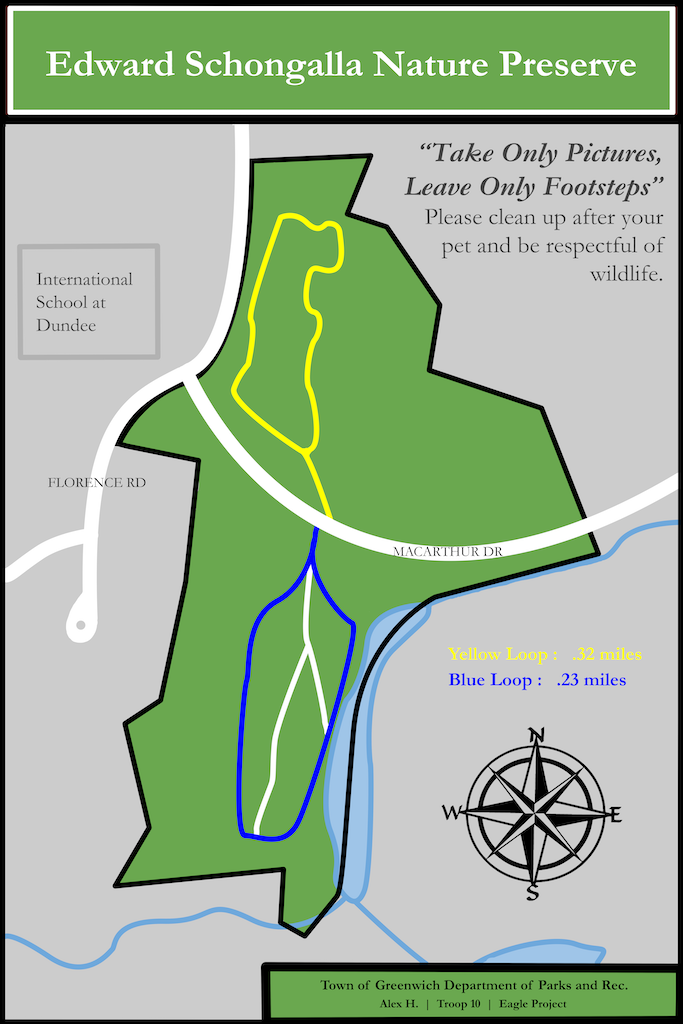 Edward Schongalla Nature Preserve
“Take Only Pictures,
Leave Only Footsteps”
Please clean up after your
pet and be respectful of
wildlife.
International
School at
Dundee
FLORENCE RD
MACARTHUR DR
Yellow Loop : .32 miles
Blue Loop : .23 miles
N
W E
S
Town of Greenwich Department of Parks and Rec.
Alex H. | Troop 10 | Eagle Project